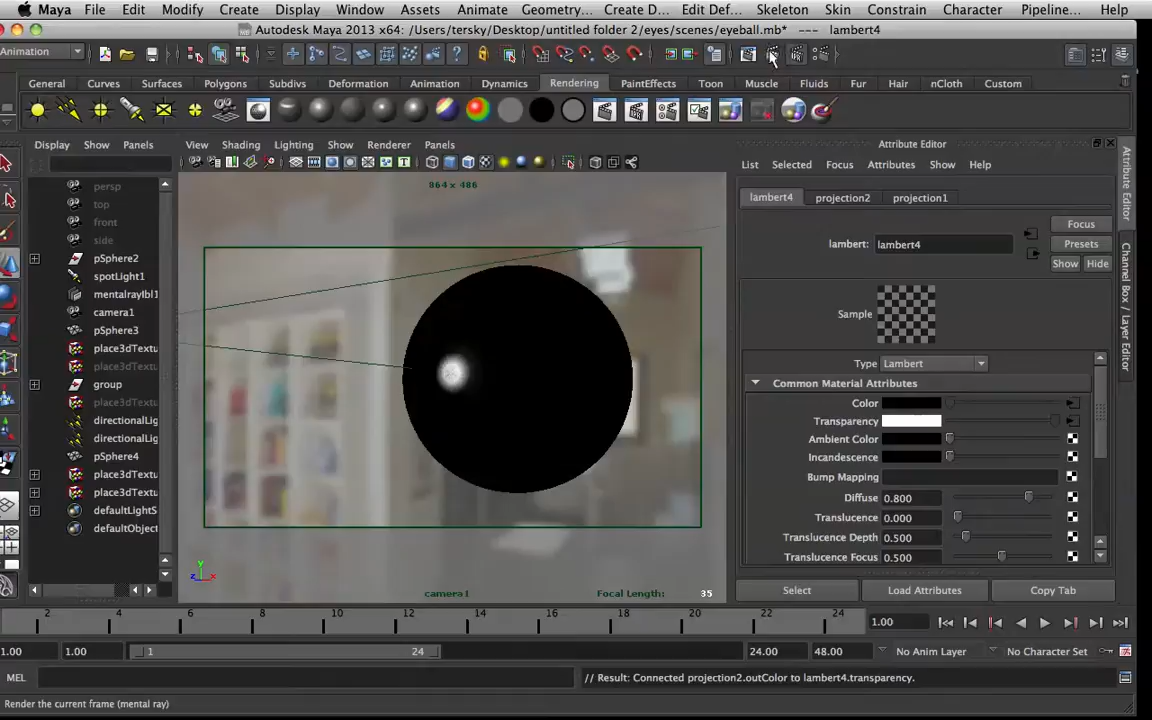 Maya File Edit Modify Create Display Window Assets Animate Geometry... Create D... Edit Def... Skeleton Skin Constrain Character Pipeline... Help
Autodesk Maya 2013 x64: /Users/tersky/Desktop/untitled folder 2/eyes/scenes/eyeball.mb* --- lambert4
Animation
General Curves Surfaces Polygons Subdivs Deformation Animation Dynamics Rendering PaintEffects Toon Muscle Fluids Fur Hair nCloth Custom
Display Show Panels
View Shading Lighting Show Renderer Panels
Attribute Editor
List Selected Focus Attributes Show Help
864 x 486
persp
top
front
side
pSphere2
spotLight1
mentalrayIbl1
camera1
pSphere3
place3dTextu
place3dTextu
group
place3dTextu
directionalLig
directionalLig
pSphere4
place3dTextu
place3dTextu
defaultLightS
defaultObject
camera1 Focal Length: 35
lambert4 projection2 projection1
Focus
lambert: lambert4 Presets
Show Hide
Sample
Type Lambert
Common Material Attributes
Color
Transparency
Ambient Color
Incandescence
Bump Mapping
Diffuse 0.800
Translucence 0.000
Translucence Depth 0.500
Translucence Focus 0.500
Select Load Attributes Copy Tab
Attribute Editor
Channel Box / Layer Editor
2 4 6 8 10 12 14 16 18 20 22 24 1.00
1.00 1.00 1 24 24.00 48.00 No Anim Layer No Character Set
MEL // Result: Connected projection2.outColor to lambert4.transparency.
Render the current frame (mental ray)